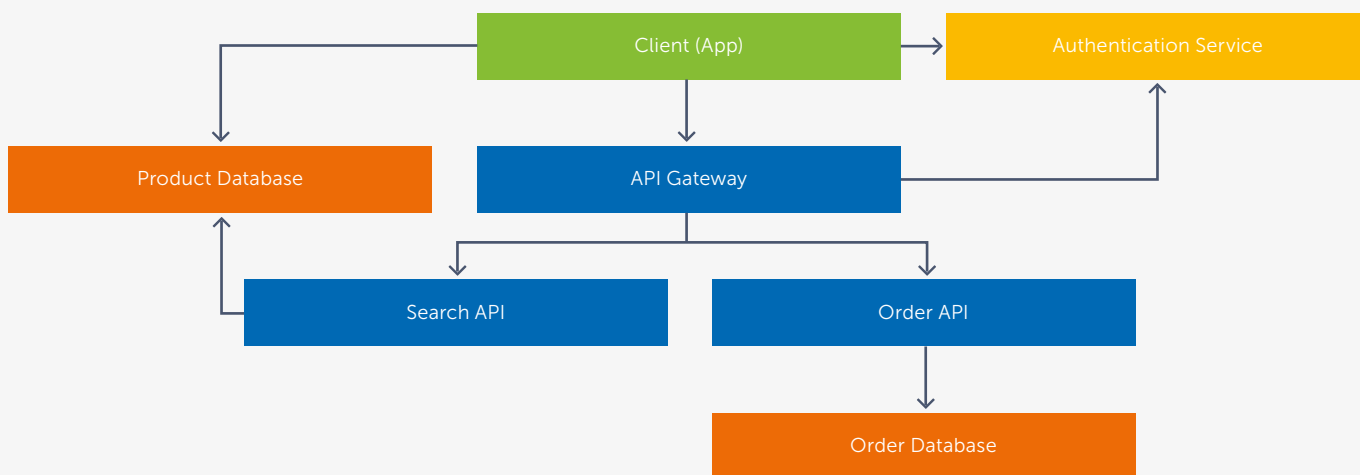 Client (App)
Authentication Service
Product Database
API Gateway
Search API
Order API
Order Database